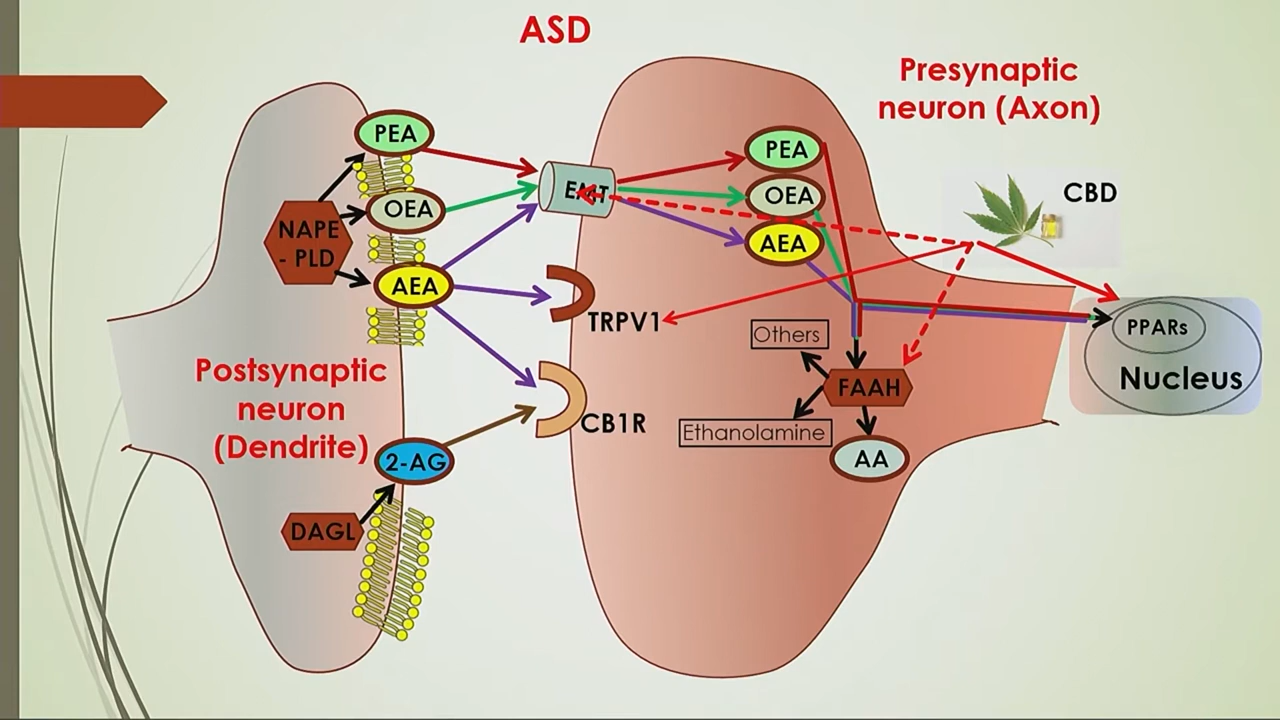 ASD
Presynaptic
neuron (Axon)
PEA
OEA
NAPE
- PLD
AEA
PEA
OEA
AEA
CBD
TRPV1
CB1R
Others
FAAH
Ethanolamine
AA
PPARs
Nucleus
Postsynaptic
neuron
(Dendrite)
2-AG
DAGL